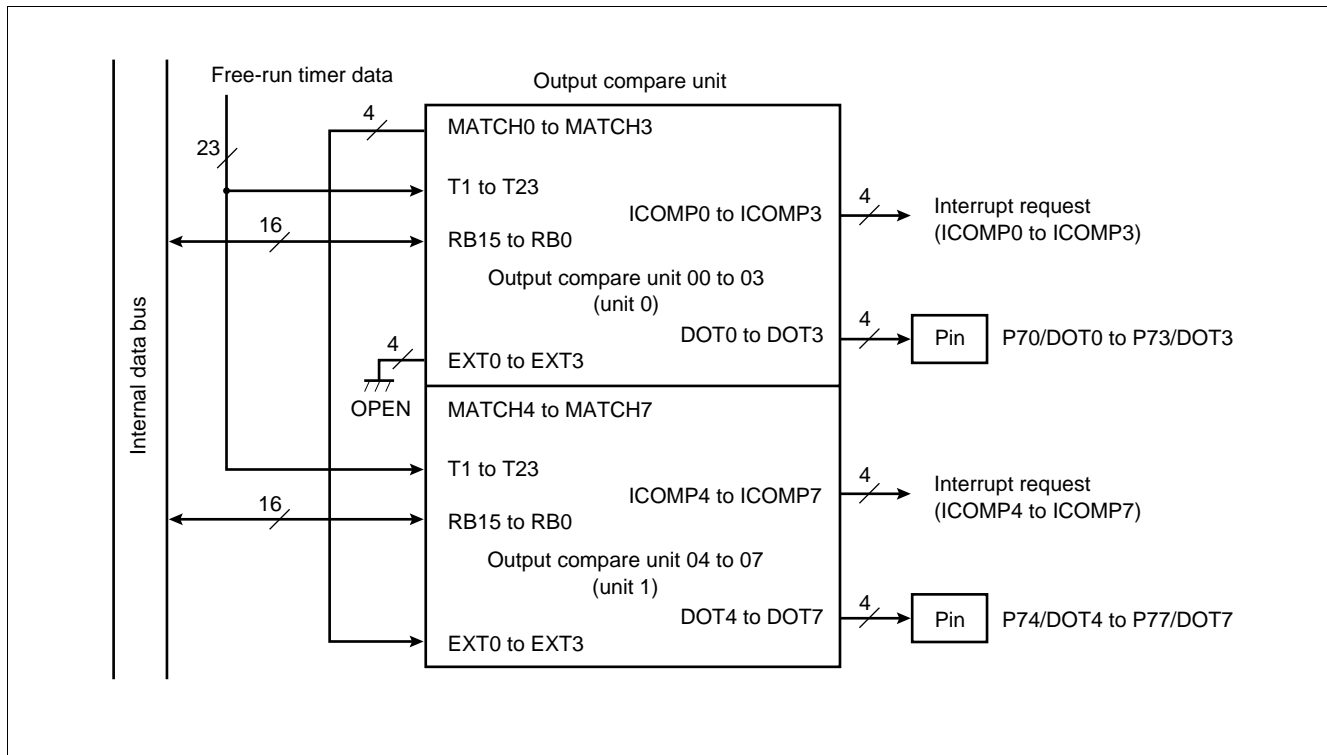 Free-run timer data
Output compare unit
4
MATCH0 to MATCH3
23
T1 to T23
ICOMP0 to ICOMP3
4
Interrupt request
(ICOMP0 to ICOMP3)
16
RB15 to RB0
Output compare unit 00 to 03
(unit 0)
DOT0 to DOT3
4
Pin
P70/DOT0 to P73/DOT3
4
EXT0 to EXT3
OPEN
Internal data bus
MATCH4 to MATCH7
T1 to T23
ICOMP4 to ICOMP7
4
Interrupt request
(ICOMP4 to ICOMP7)
16
RB15 to RB0
Output compare unit 04 to 07
(unit 1)
DOT4 to DOT7
4
Pin
P74/DOT4 to P77/DOT7
EXT0 to EXT3